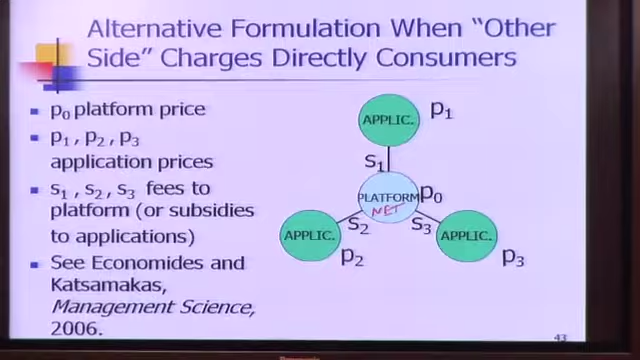 Alternative Formulation When “Other
Side” Charges Directly Consumers
p0 platform price
p1 , p2 , p3
application prices
s1 , s2 , s3 fees to
platform (or subsidies
to applications)
See Economides and
Katsamakas,
Management Science,
2006.
APPLIC.
p1
s1
PLATFORM
p0
NET
s2
s3
APPLIC.
APPLIC.
p2
p3
43